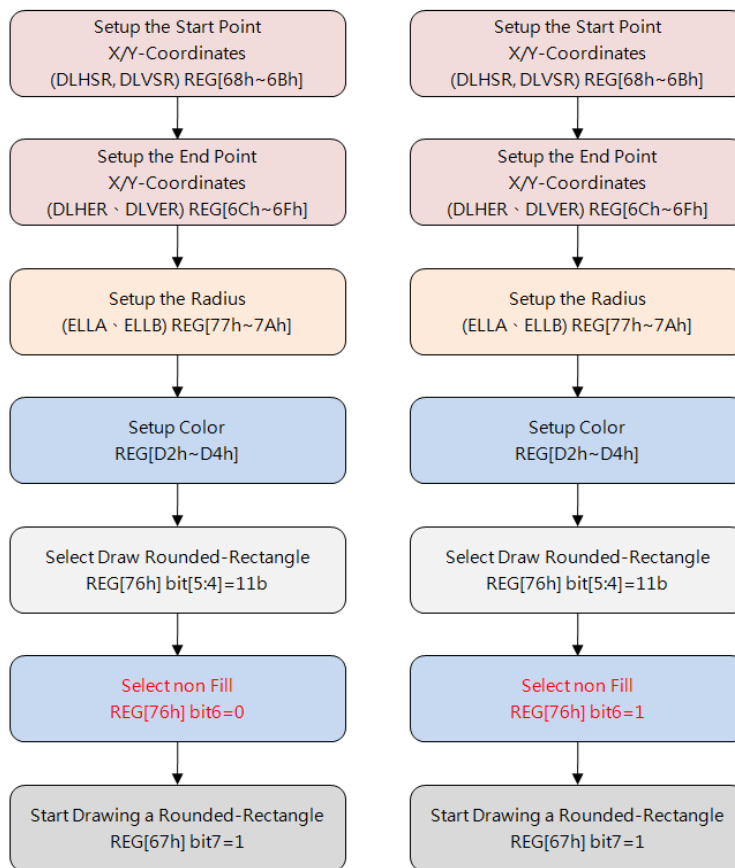 Setup the Start Point
X/Y-Coordinates
(DLHSR, DLVSR) REG[68h~6Bh]
Setup the End Point
X/Y-Coordinates
(DLHER、DLVER) REG[6Ch~6Fh]
Setup the Radius
(ELLA、ELLB) REG[77h~7Ah]
Setup Color
REG[D2h~D4h]
Select Draw Rounded-Rectangle
REG[76h] bit[5:4]=11b
Select non Fill
REG[76h] bit6=0
Start Drawing a Rounded-Rectangle
REG[67h] bit7=1
Setup the Start Point
X/Y-Coordinates
(DLHSR, DLVSR) REG[68h~6Bh]
Setup the End Point
X/Y-Coordinates
(DLHER、DLVER) REG[6Ch~6Fh]
Setup the Radius
(ELLA、ELLB) REG[77h~7Ah]
Setup Color
REG[D2h~D4h]
Select Draw Rounded-Rectangle
REG[76h] bit[5:4]=11b
Select non Fill
REG[76h] bit6=1
Start Drawing a Rounded-Rectangle
REG[67h] bit7=1